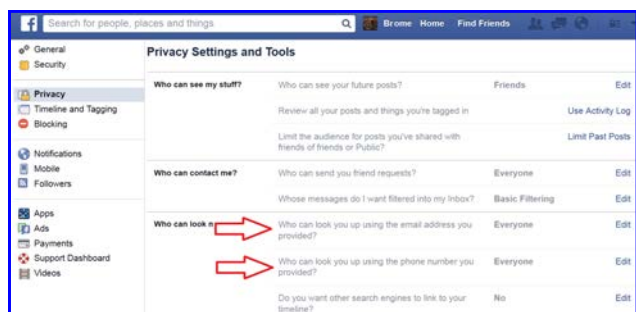 f
Search for people, places and things
Brome Home Find Friends
General
Security
Privacy
Timeline and Tagging
Blocking
Notifications
Mobile
Followers
Apps
Ads
Payments
Support Dashboard
Videos
Privacy Settings and Tools
Who can see my stuff?
Who can see your future posts?
Friends
Edit
Review all your posts and things you're tagged in
Use Activity Log
Limit the audience for posts you've shared with
friends of friends or Public?
Limit Past Posts
Who can contact me?
Who can send you friend requests?
Everyone
Edit
Whose messages do I want filtered into my Inbox?
Basic Filtering
Edit
Who can look
Who can look you up using the email address you
provided?
Everyone
Edit
Who can look you up using the phone number you
provided?
Everyone
Edit
Do you want other search engines to link to your
timeline?
No
Edit